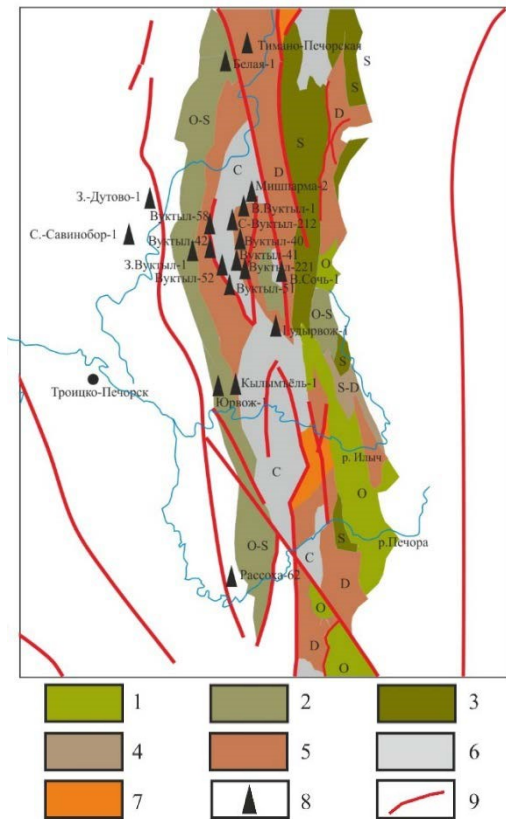 Тимано-Печорская
Белая-1
S
S
O-S
S
D
C
D
Мишпарма-2
З.-Дутово-1
В.Вуктыл-1
Вуктыл-58
С-Вуктыл-212
С.-Савинобор-1
Вуктыл-42
Вуктыл-40
Вуктыл-41
З.Вуктыл-1
Вуктыл-221
O
Вуктыл-52
В.Сочь-1
Вуктыл-51
O-S
Гудырвож-1
S
Троицко-Печорск
Кылымъёль-1
S-D
Юрвож-1
р. Илыч
C
O
р.Печора
O-S
S
C
Рассоха-62
D
O
D
O
1
2
3
4
5
6
7
8
9